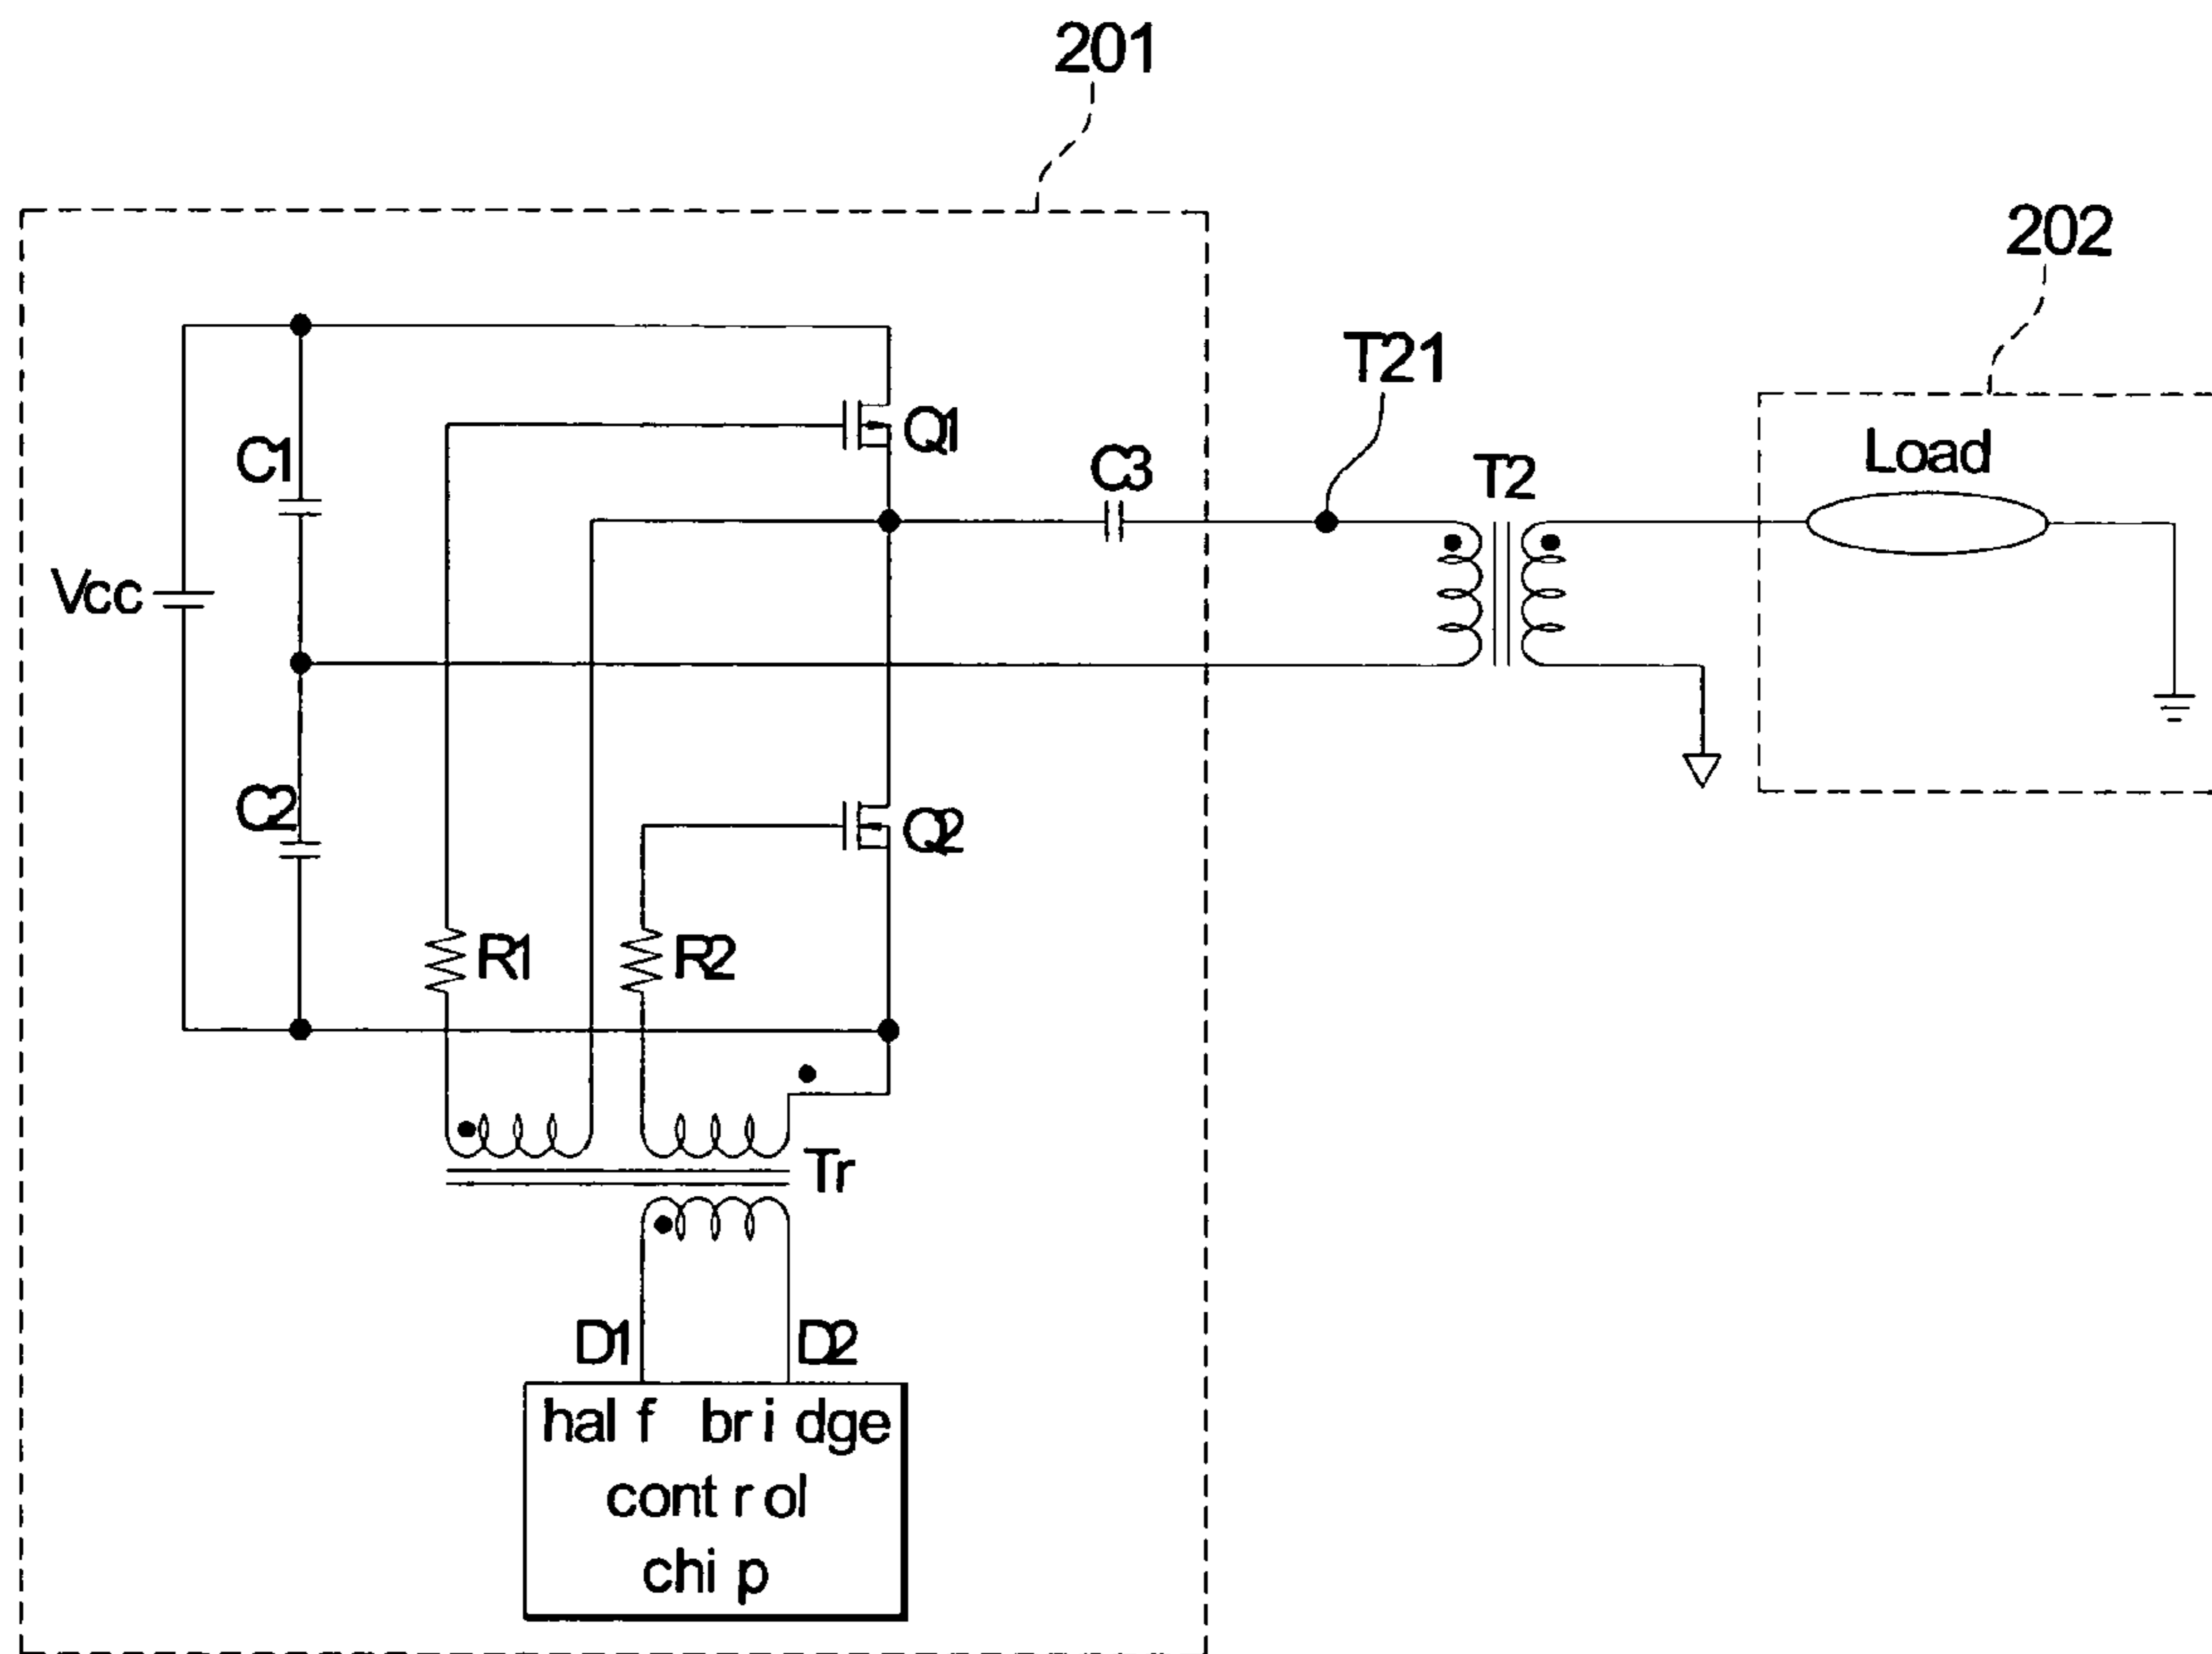 201
202
T21
Q1
C1
C3
T2
Load
Vcc
C2
Q2
R1
R2
Tr
D1
D2
half bridge
control
chip